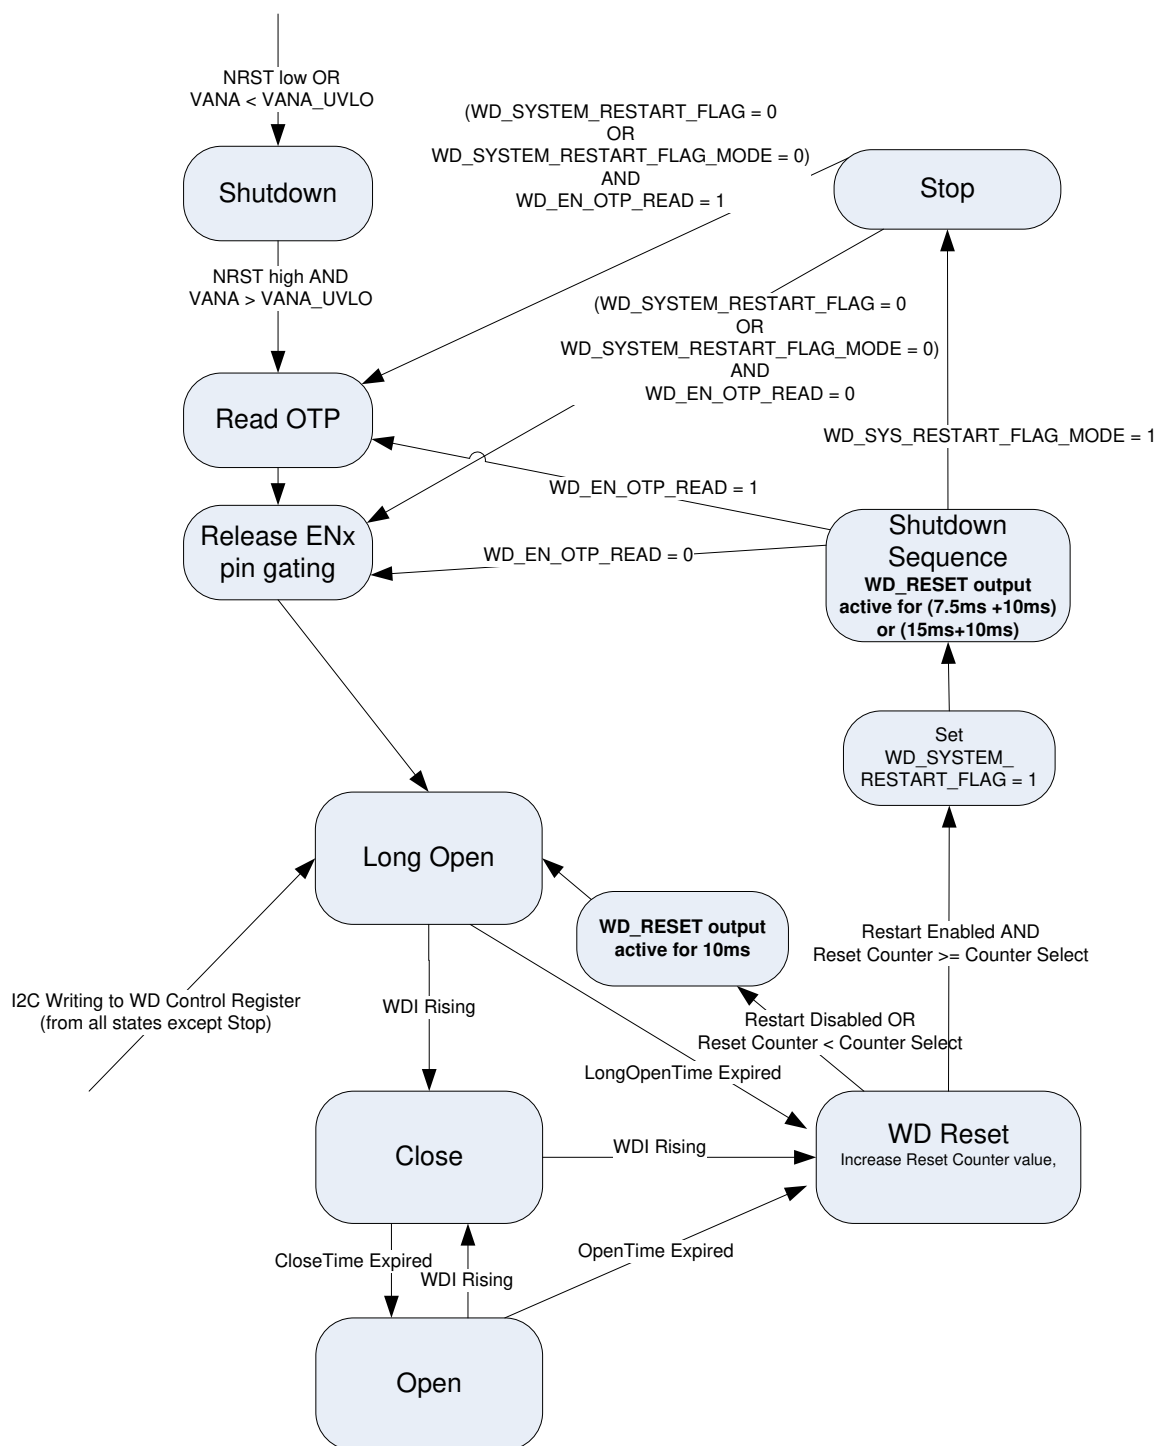 NRST low OR
VANA < VANA_UVLO
Shutdown
NRST high AND
VANA > VANA_UVLO
(WD_SYSTEM_RESTART_FLAG = 0
OR
WD_SYSTEM_RESTART_FLAG_MODE = 0)
AND
WD_EN_OTP_READ = 1
Stop
(WD_SYSTEM_RESTART_FLAG = 0
OR
WD_SYSTEM_RESTART_FLAG_MODE = 0)
AND
WD_EN_OTP_READ = 0
Read OTP
WD_SYS_RESTART_FLAG_MODE = 1
WD_EN_OTP_READ = 1
Release ENx
pin gating
WD_EN_OTP_READ = 0
Shutdown
Sequence
WD_RESET output
active for (7.5ms +10ms)
or (15ms+10ms)
Set
WD_SYSTEM_
RESTART_FLAG = 1
Long Open
WD_RESET output
active for 10ms
Restart Enabled AND
Reset Counter >= Counter Select
I2C Writing to WD Control Register
(from all states except Stop)
WDI Rising
Restart Disabled OR
Reset Counter < Counter Select
LongOpenTime Expired
Close
WDI Rising
WD Reset
Increase Reset Counter value,
CloseTime Expired
WDI Rising
OpenTime Expired
Open